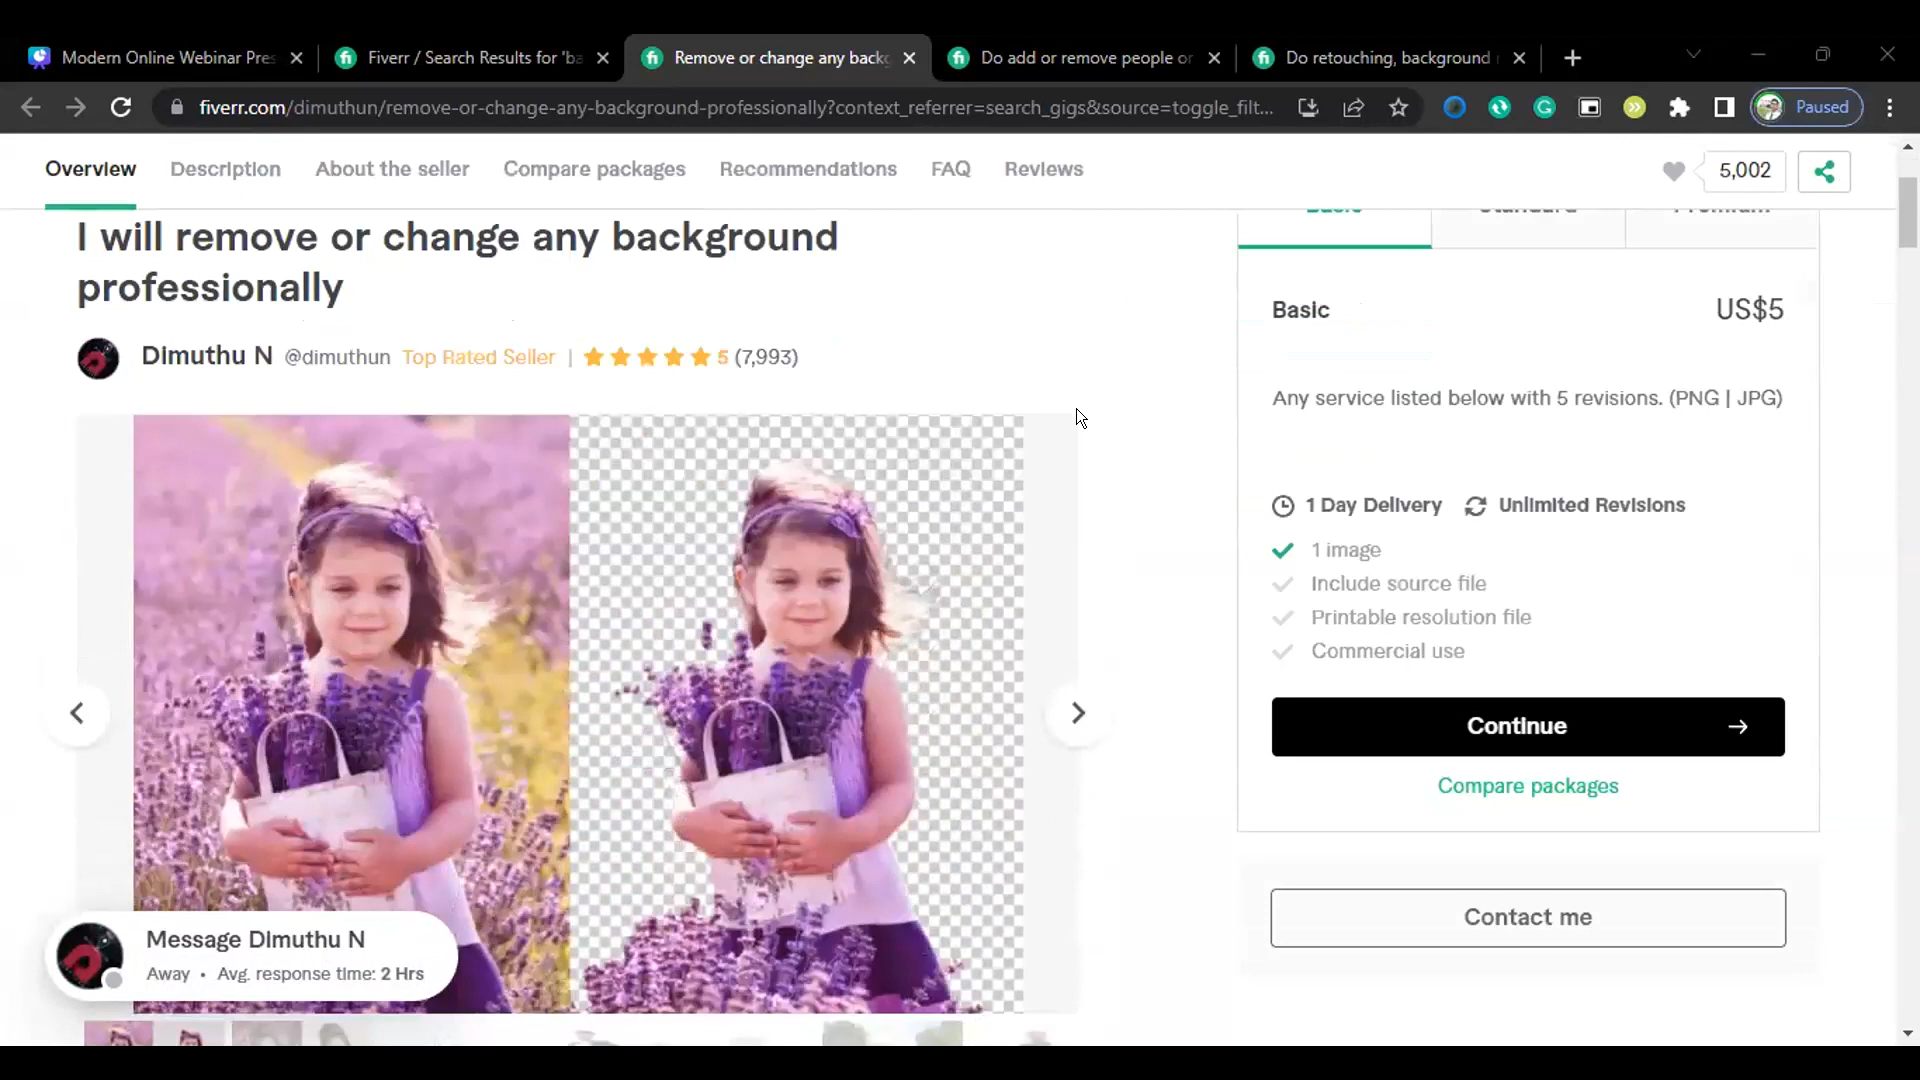 Modern Online Webinar Pres
Fiverr / Search Results for 'ba
Remove or change any backg
Do add or remove people or
Do retouching, background r
fiverr.com/dimuthun/remove-or-change-any-background-professionally?context_referrer=search_gigs&source=toggle_filt...
Paused
Overview
Description
About the seller
Compare packages
Recommendations
FAQ
Reviews
5,002
I will remove or change any background
professionally
Dimuthu N @dimuthun Top Rated Seller | 5 (7,993)
Basic
Standard
Premium
Basic
US$5
Any service listed below with 5 revisions. (PNG | JPG)
1 Day Delivery
Unlimited Revisions
1 image
Include source file
Printable resolution file
Commercial use
Continue
Compare packages
Contact me
Message Dimuthu N
Away • Avg. response time: 2 Hrs